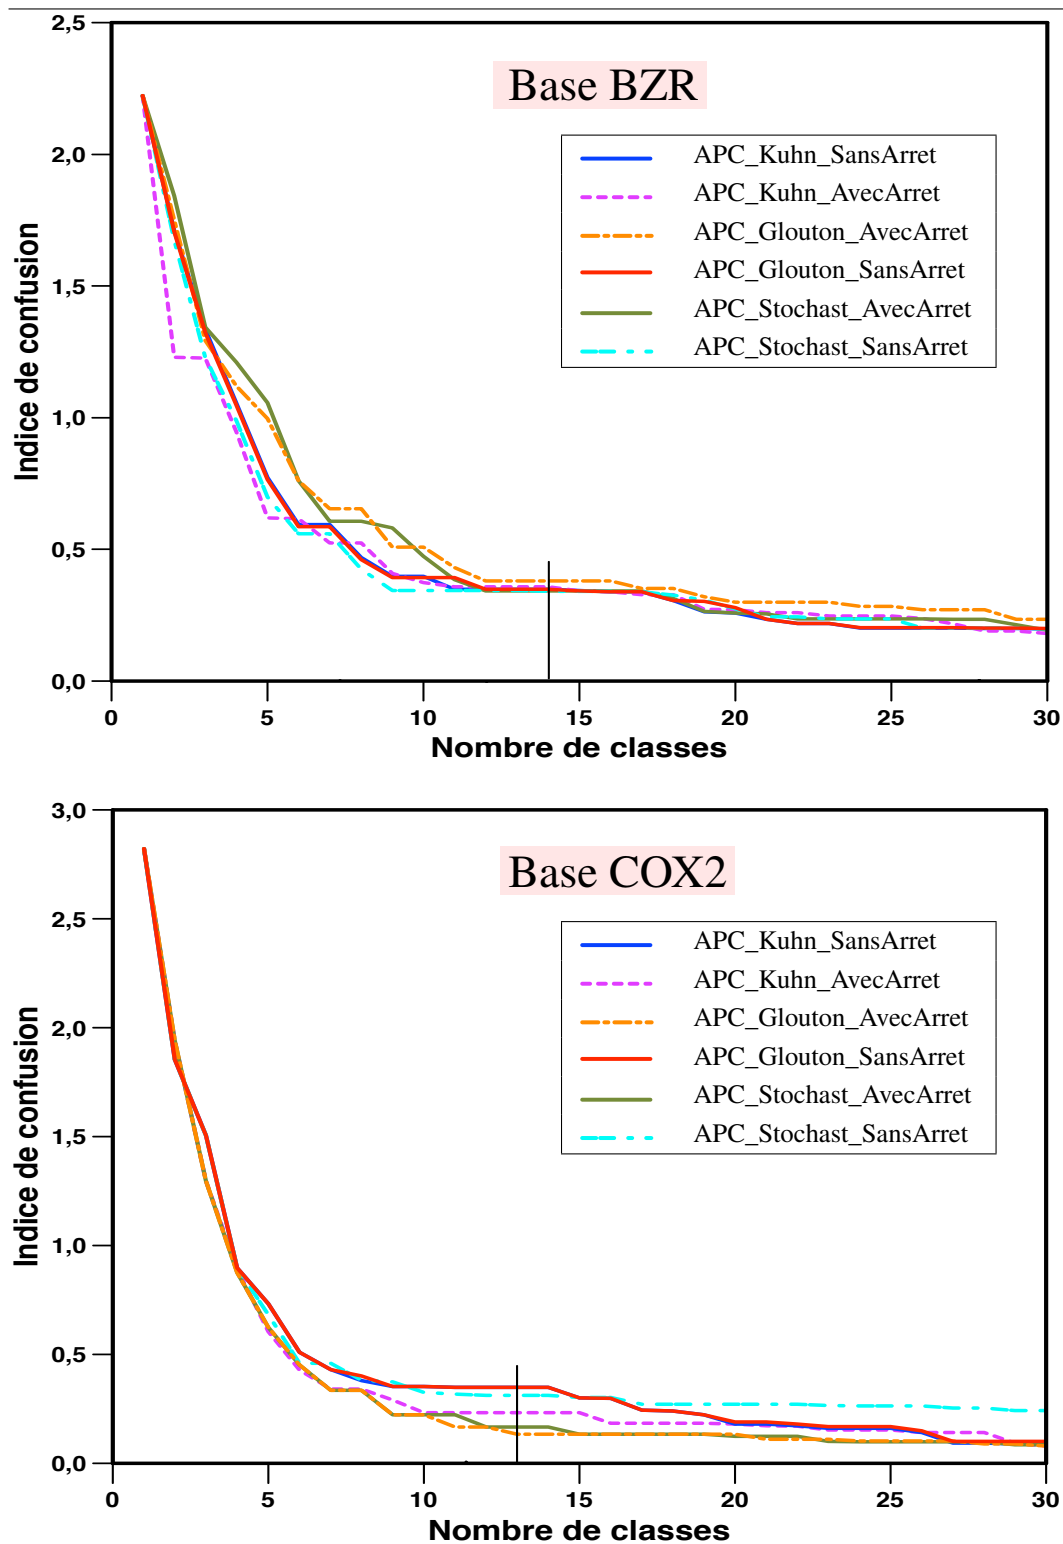 2,5
Base BZR
APC_Kuhn_SansArret
2,0
APC_Kuhn_AvecArret
APC_Glouton_AvecArret
APC_Glouton_SansArret
1,5
APC_Stochast_AvecArret
APC_Stochast_SansArret
Indice de confusion
1,0
0,5
0,0
0 5 10 15 20 25 30
Nombre de classes
3,0
Base COX2
2,5
APC_Kuhn_SansArret
APC_Kuhn_AvecArret
APC_Glouton_AvecArret
2,0
APC_Glouton_SansArret
APC_Stochast_AvecArret
APC_Stochast_SansArret
1,5
Indice de confusion
1,0
0,5
0,0
0 5 10 15 20 25 30
Nombre de classes